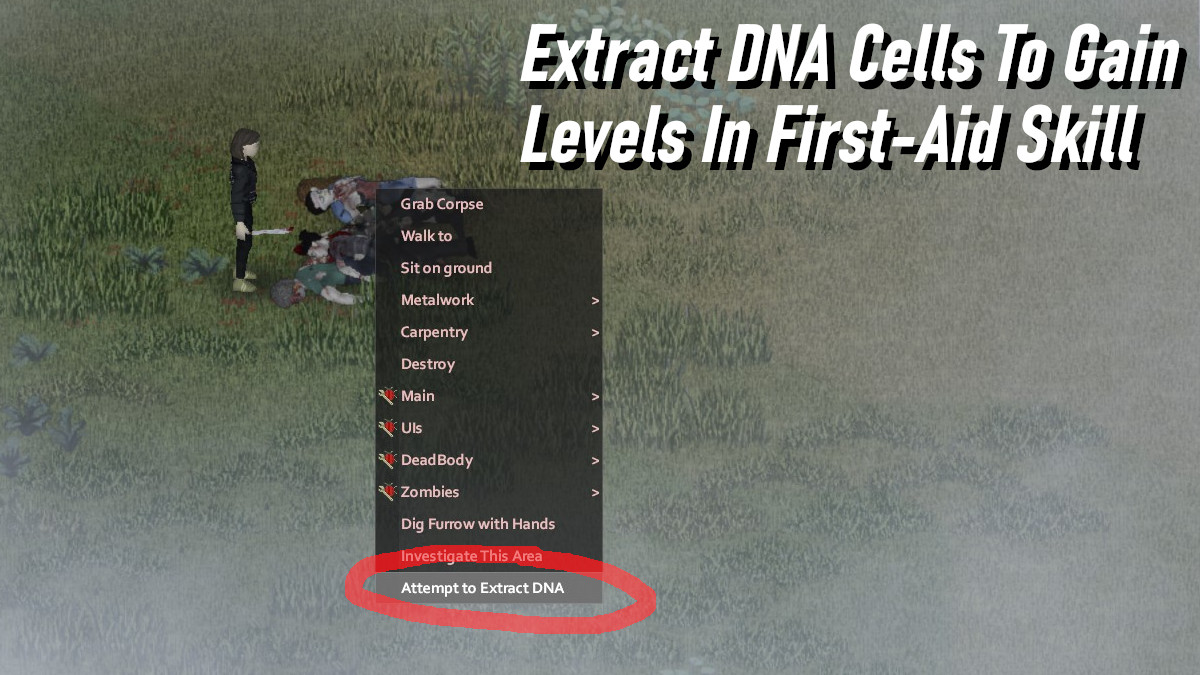 Extract DNA Cells To Gain
Levels In First-Aid Skill
Grab Corpse
Walk to
Sit on ground
Metalwork >
Carpentry >
Destroy
Main >
UIs >
DeadBody >
Zombies >
Dig Furrow with Hands
Investigate This Area
Attempt to Extract DNA